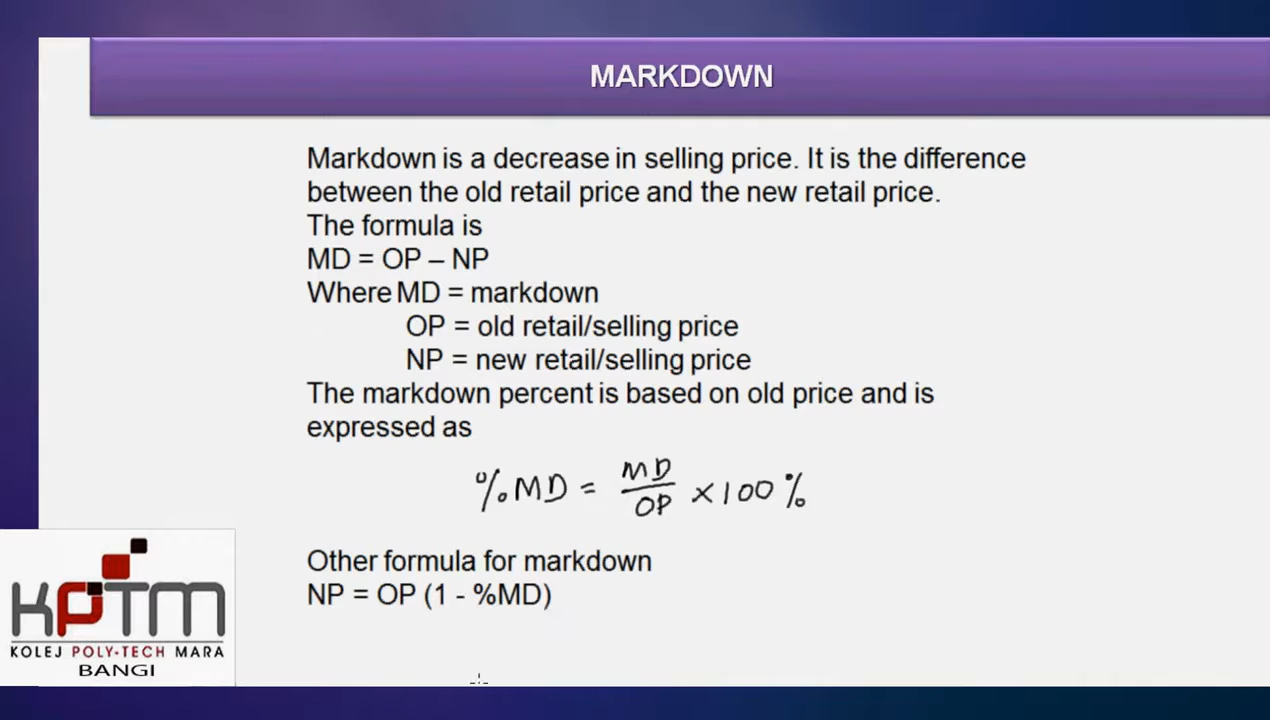 MARKDOWN
Markdown is a decrease in selling price. It is the difference
between the old retail price and the new retail price.
The formula is
MD = OP – NP
Where MD = markdown
OP = old retail/selling price
NP = new retail/selling price
The markdown percent is based on old price and is
expressed as
%MD = MD/OP × 100%
Other formula for markdown
NP = OP (1 - %MD)
KPTM
KOLEJ POLY-TECH MARA
BANGI